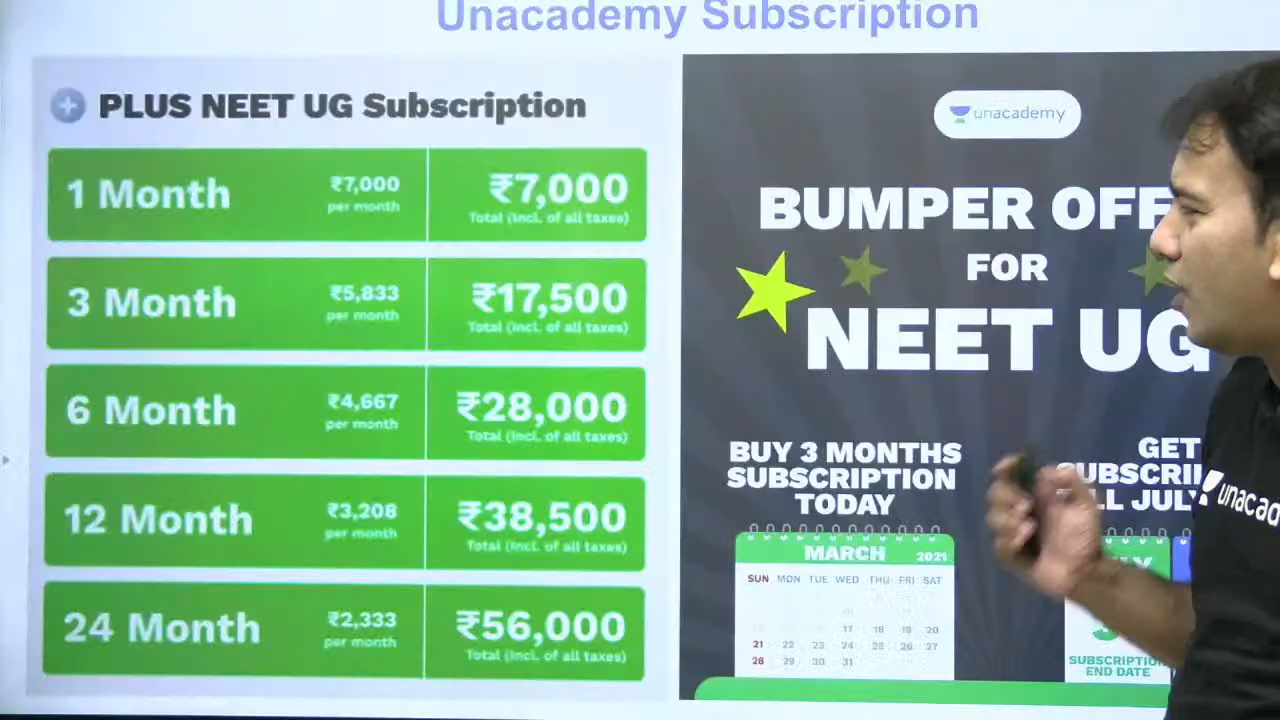 Unacademy Subscription
PLUS NEET UG Subscription
1 Month
₹7,000
per month
₹7,000
Total (Incl. of all taxes)
3 Month
₹5,833
per month
₹17,500
Total (Incl. of all taxes)
6 Month
₹4,667
per month
₹28,000
Total (Incl. of all taxes)
12 Month
₹3,208
per month
₹38,500
Total (Incl. of all taxes)
24 Month
₹2,333
per month
₹56,000
Total (Incl. of all taxes)
unacademy
BUMPER OFF
FOR
NEET UG
BUY 3 MONTHS
SUBSCRIPTION
TODAY
MARCH 2021
SUN MON TUE WED THU FRI SAT
17 18 19 20
21 22 23 24 25 26 27
28 29 30 31
GET
SUBSCRI
LL JULY
SUBSCRIPTION
END DATE
unacad